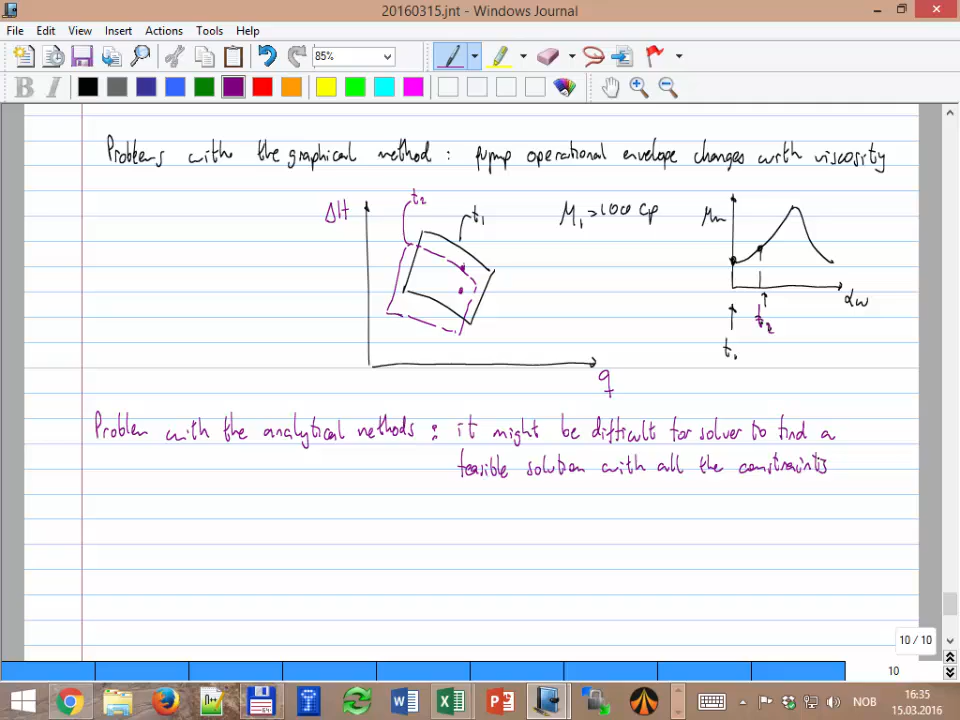 20160315.jnt - Windows Journal
File Edit View Insert Actions Tools Help
85%
B I
Problems with the graphical method : pump operational envelope changes with viscosity
ΔH
t2
t1
μ1 = 1000 cp
μm
αw
t1
t2
q
Problem with the analytical methods : it might be difficult for solver to find a
feasible solution with all the constraints
10 / 10
10
NOB
16:35
15.03.2016